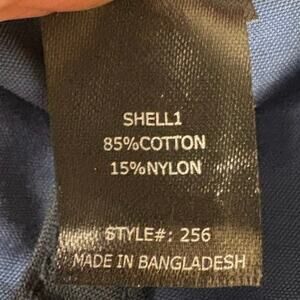 SHELL1
85%COTTON
15%NYLON
STYLE#: 256
MADE IN BANGLADESH